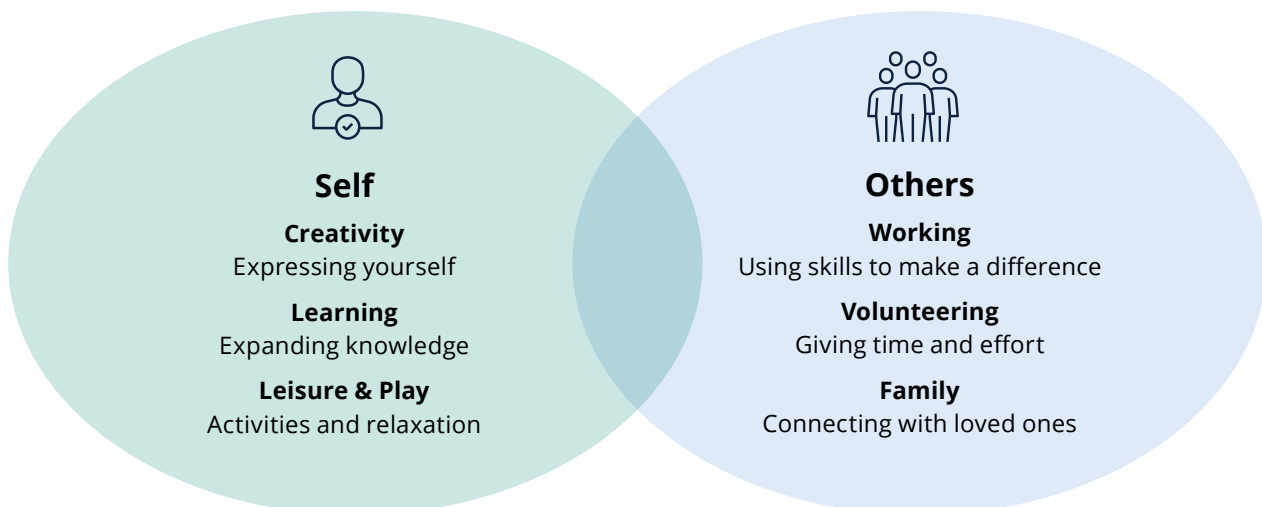 Self
Creativity
Expressing yourself
Learning
Expanding knowledge
Leisure & Play
Activities and relaxation
Others
Working
Using skills to make a difference
Volunteering
Giving time and effort
Family
Connecting with loved ones